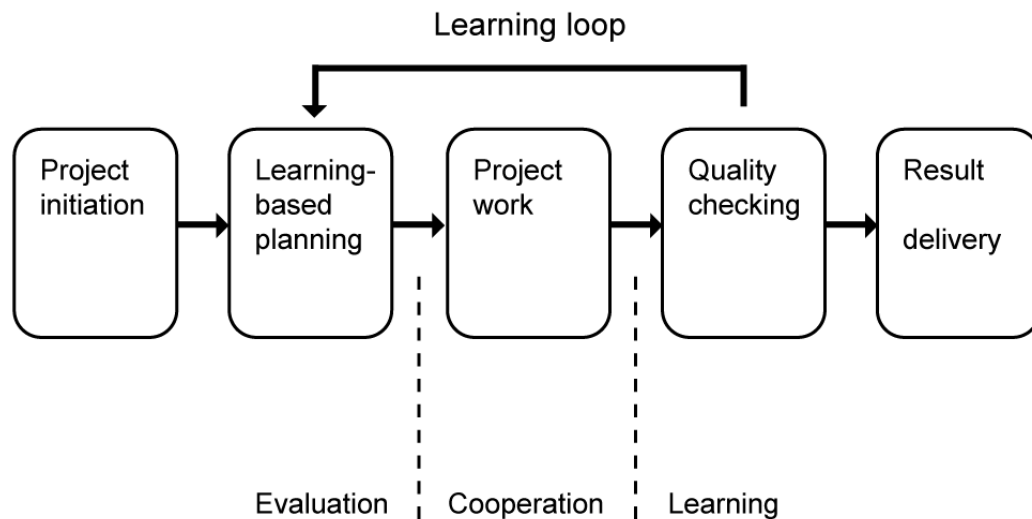 Learning loop
Project
initiation
Learning-
based
planning
Project
work
Quality
checking
Result
delivery
Evaluation
Cooperation
Learning